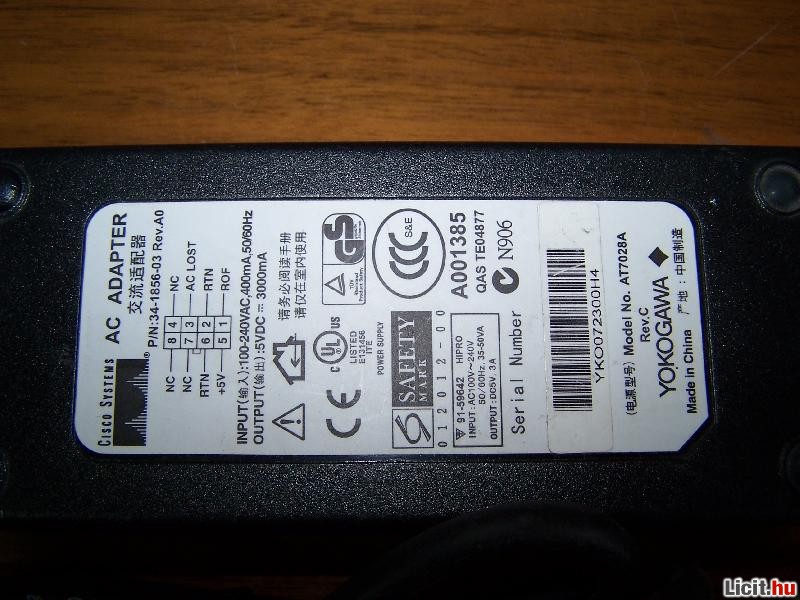 CISCO SYSTEMS
AC ADAPTER
交流适配器
P/N:34-1856-03 Rev.A0
NC 8 4 NC
NC 7 3 AC LOST
RTN 6 2 RTN
+5V 5 1 ROF
INPUT(输入):100-240VAC,400mA,50/60Hz
OUTPUT(输出):5VDC 3000mA
请务必阅读手册
请仅在室内使用
CE
c UL US
LISTED
E131456
ITE
POWER SUPPLY
GS
CCC
S&E
SAFETY
MARK
012012-00
91-59642 HIPRO
INPUT:AC100V~240V
50/60Hz, 35-50VA
OUTPUT:DC5V, 3A
A001385
QAS TE04877
N906
Serial Number
YKO072300H4
(电源型号) Model No. AT7028A
Rev.C
YOKOGAWA
Made in China 产地:中国制造
Licit.hu